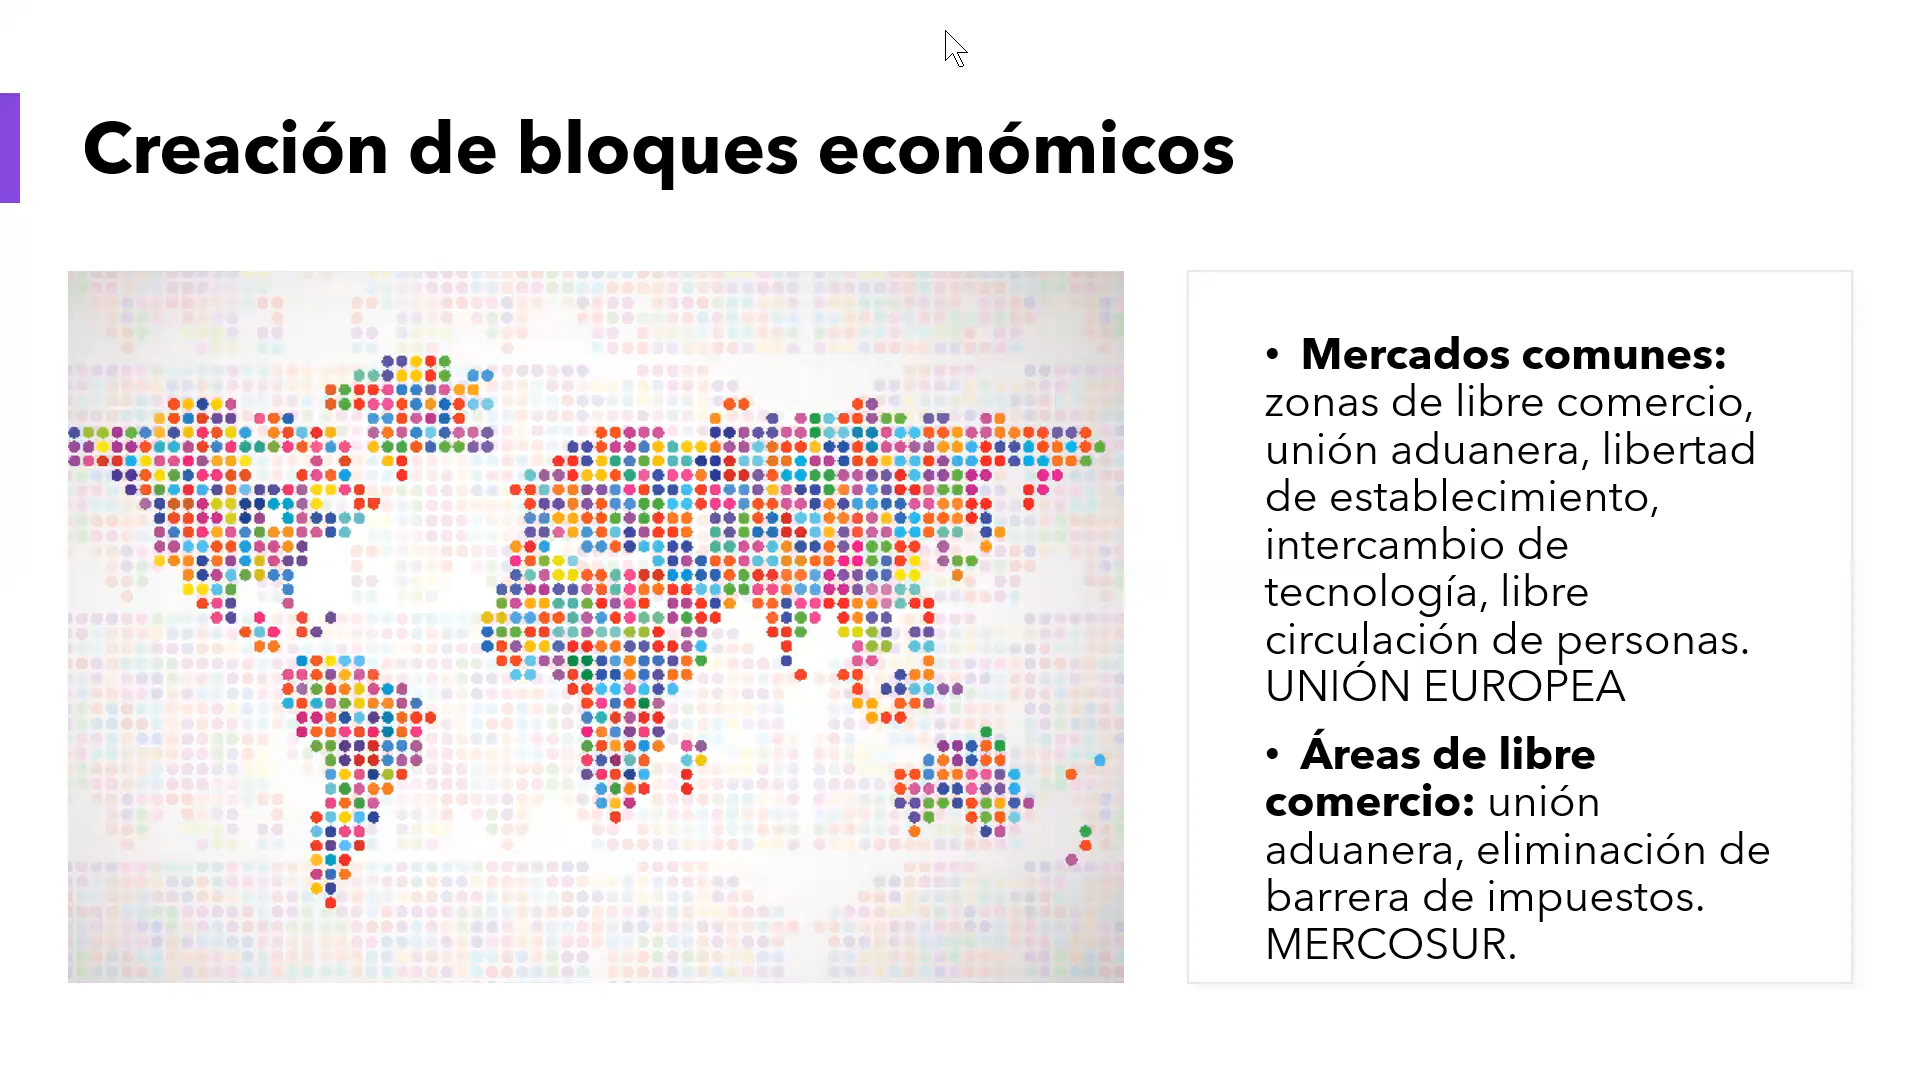 Creación de bloques económicos
• Mercados comunes:
zonas de libre comercio,
unión aduanera, libertad
de establecimiento,
intercambio de
tecnología, libre
circulación de personas.
UNIÓN EUROPEA
• Áreas de libre
comercio: unión
aduanera, eliminación de
barrera de impuestos.
MERCOSUR.